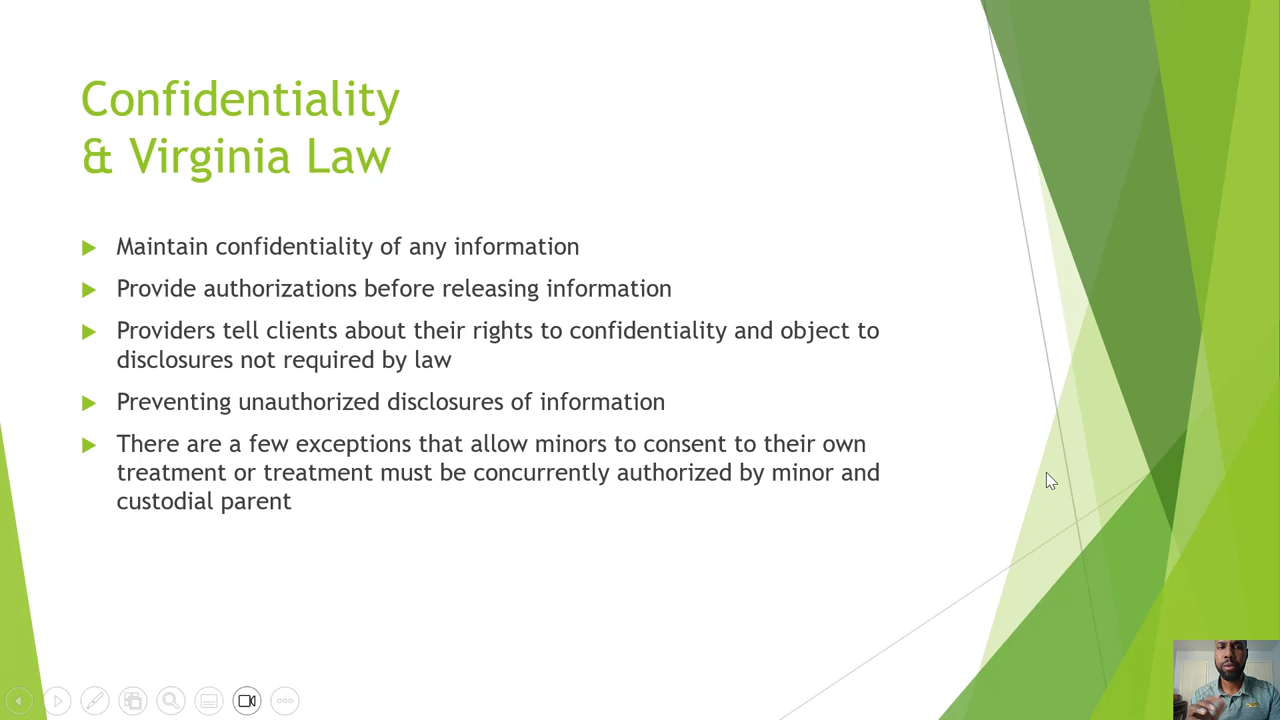 Confidentiality
& Virginia Law
Maintain confidentiality of any information
Provide authorizations before releasing information
Providers tell clients about their rights to confidentiality and object to
disclosures not required by law
Preventing unauthorized disclosures of information
There are a few exceptions that allow minors to consent to their own
treatment or treatment must be concurrently authorized by minor and
custodial parent